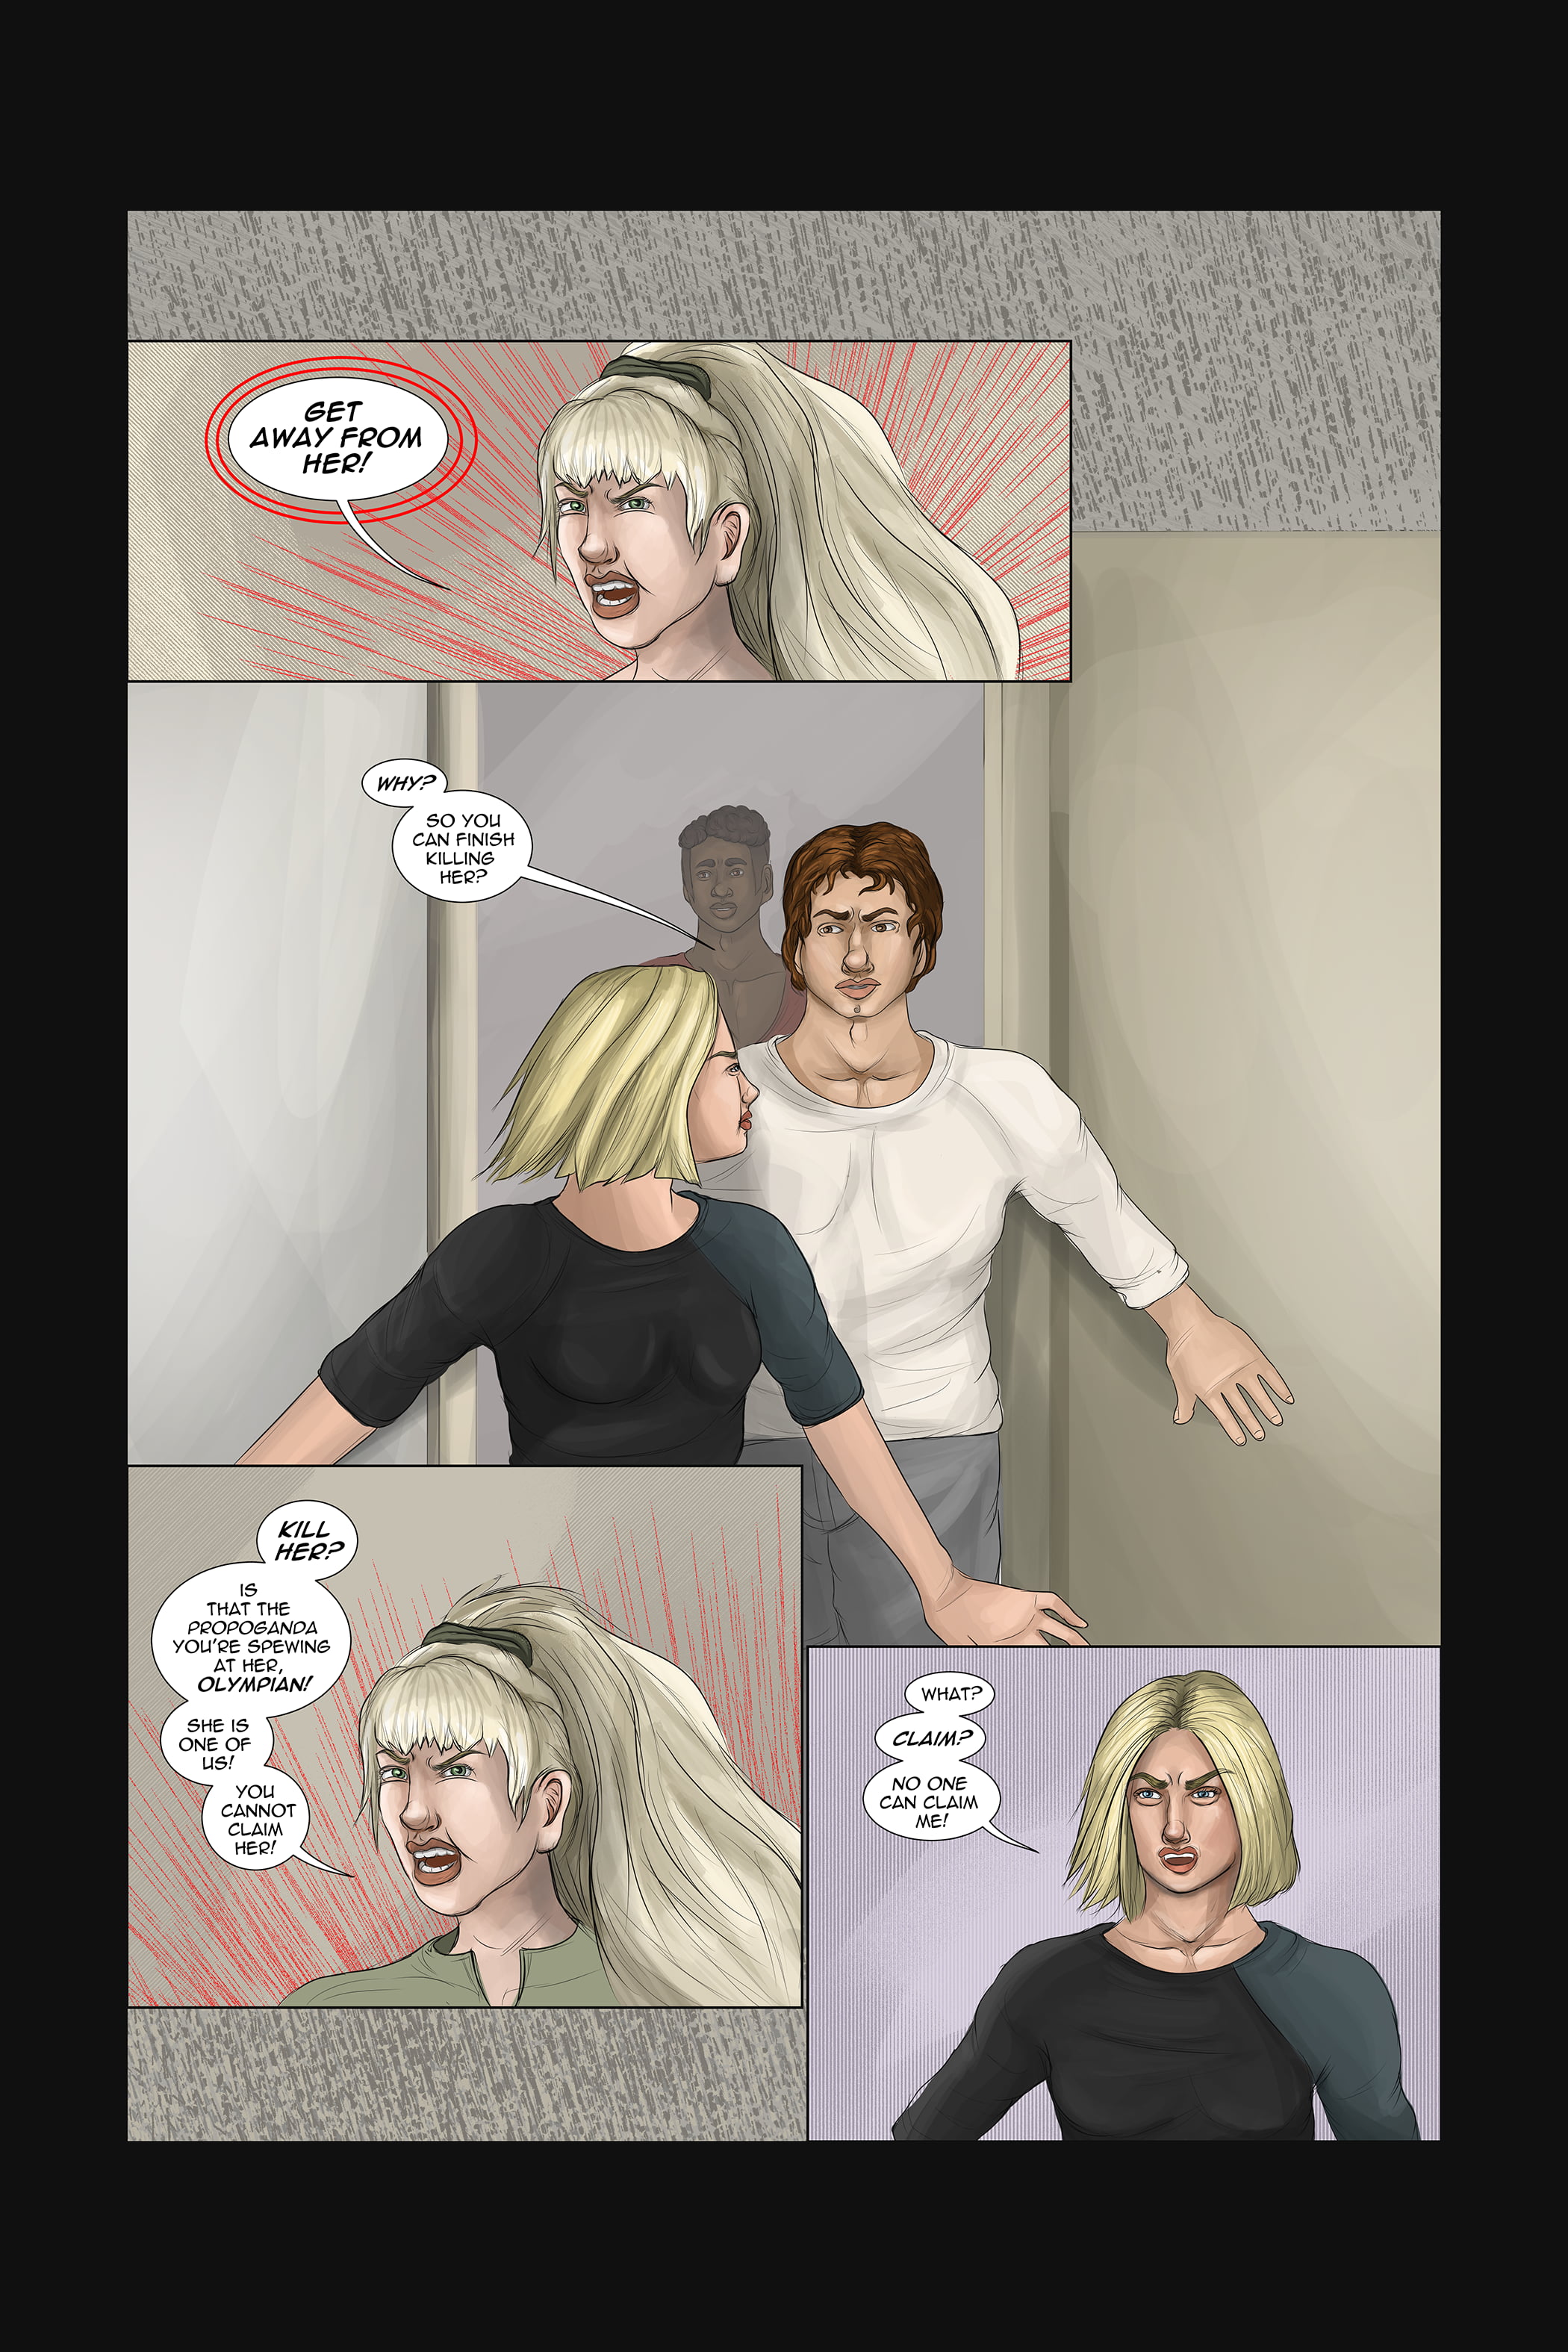 GET
AWAY FROM
HER!
WHY?
SO YOU
CAN FINISH
KILLING
HER?
KILL
HER?
IS
THAT THE
PROPOGANDA
YOU'RE SPEWING
AT HER,
OLYMPIAN!
SHE IS
ONE OF
US!
YOU
CANNOT
CLAIM
HER!
WHAT?
CLAIM?
NO ONE
CAN CLAIM
ME!